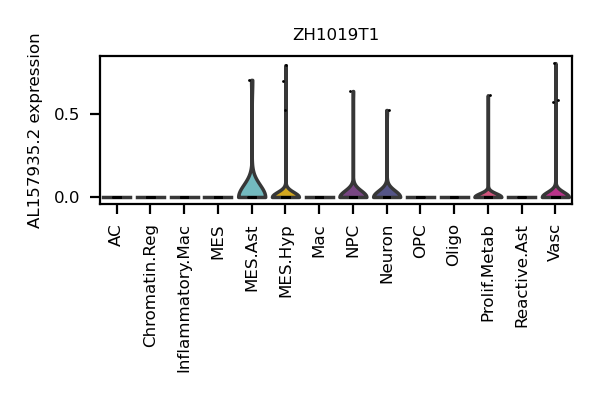 ZH1019T1
AL157935.2 expression
0.5
0.0
AC
Chromatin.Reg
Inflammatory.Mac
MES
MES.Ast
MES.Hyp
Mac
NPC
Neuron
OPC
Oligo
Prolif.Metab
Reactive.Ast
Vasc